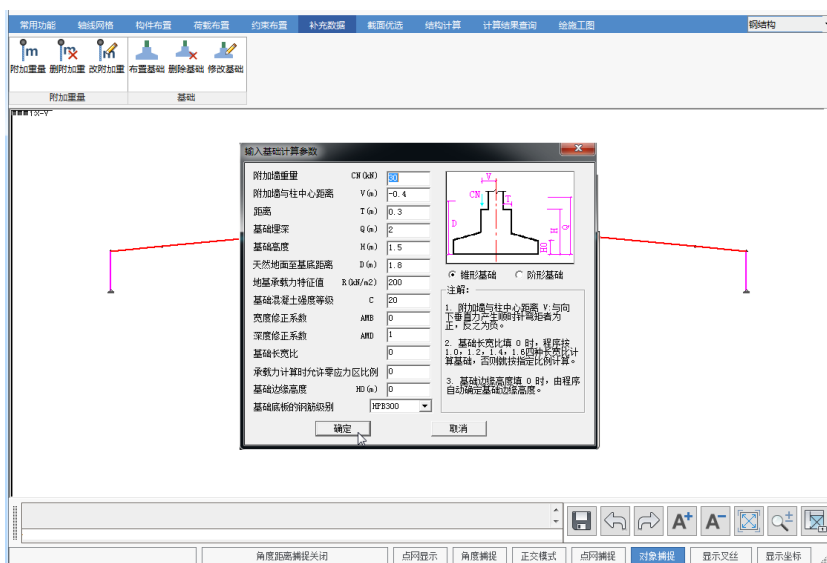 常用功能 轴线网格 构件布置 荷载布置 约束布置 补充数据 截面优选 结构计算 计算结果查询 绘施工图 钢结构
附加重量 删附加重 改附加重 布置基础 删除基础 修改基础
附加重量 基础
输入基础计算参数
附加墙重量 CN(kN) 30
附加墙与柱中心距离 V(m) -0.4
距离 T(m) 0.3
基础埋深 Q(m) 2
基础高度 H(m) 1.5
天然地面至基底距离 D(m) 1.8
地基承载力特征值 R(kN/m2) 200
基础混凝土强度等级 C 20
宽度修正系数 AMB 0
深度修正系数 AMD 1
基础长宽比 0
承载力计算时允许零应力区比例 0
基础边缘高度 HO(m) 0
基础底板的钢筋级别 HPB300
确定 取消
V
CN
T
D
H
Q
HO
锥形基础 阶形基础
注解:
1. 附加墙与柱中心距离 V:与向
下垂直力产生顺时针弯矩者为
正,反之为负。
2. 基础长宽比填 0 时,程序按
1.0,1.2,1.4,1.6四种长宽比计
算基础,否则就按指定比例计算。
3. 基础边缘高度填 0 时,由程序
自动确定基础边缘高度。
角度距离捕捉关闭 点网显示 角度捕捉 正交模式 点网捕捉 对象捕捉 显示叉丝 显示坐标